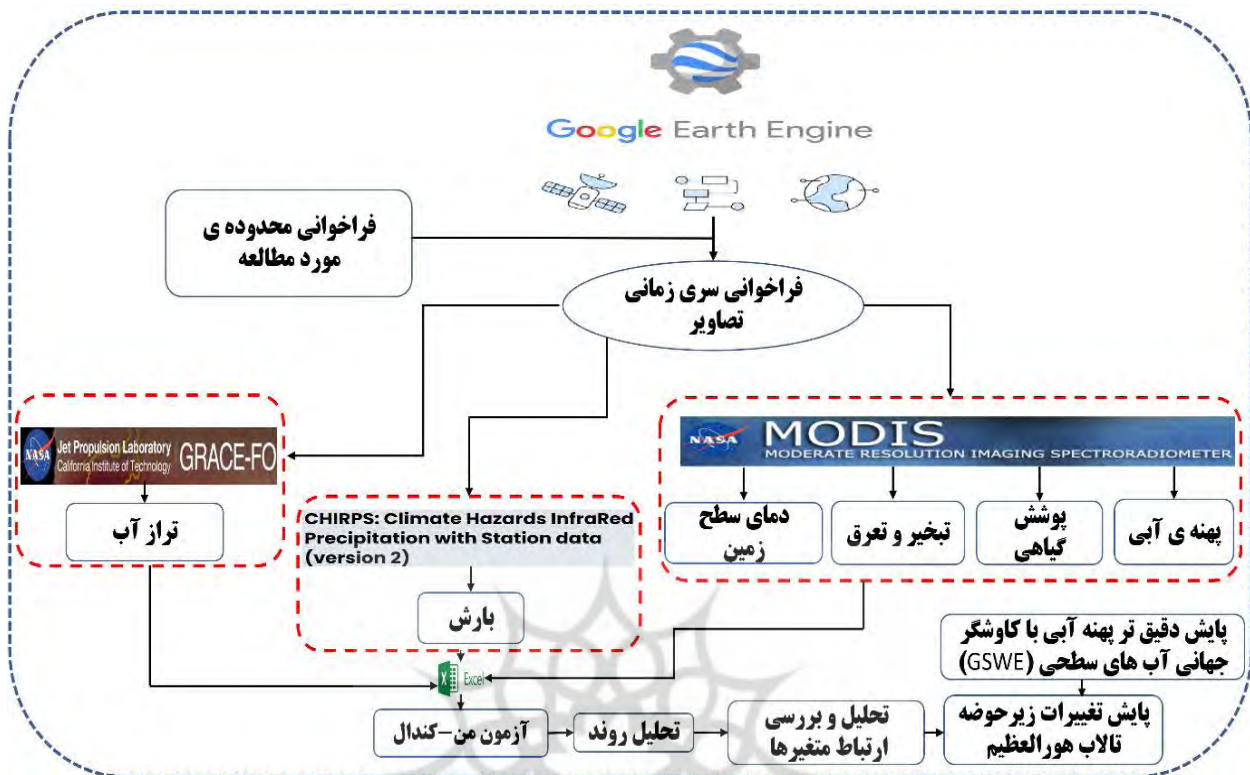 Google Earth Engine
فراخوانی محدوده ی
مورد مطالعه
فراخوانی سری زمانی
تصاویر
NASA
MODIS
MODERATE RESOLUTION IMAGING SPECTRORADIOMETER
پهنه ی آبی
پوشش
گیاهی
تبخیر و تعرق
دمای سطح
زمین
CHIRPS: Climate Hazards InfraRed
Precipitation with Station data
(version 2)
بارش
NASA
Jet Propulsion Laboratory
California Institute of Technology
GRACE-FO
تراز آب
X Excel
پایش دقیق تر پهنه آبی با کاوشگر
جهانی آب های سطحی (GSWE)
آزمون من-کندال
تحلیل روند
تحلیل و بررسی
ارتباط متغیرها
پایش تغییرات زیرحوضه
تالاب هورالعظیم